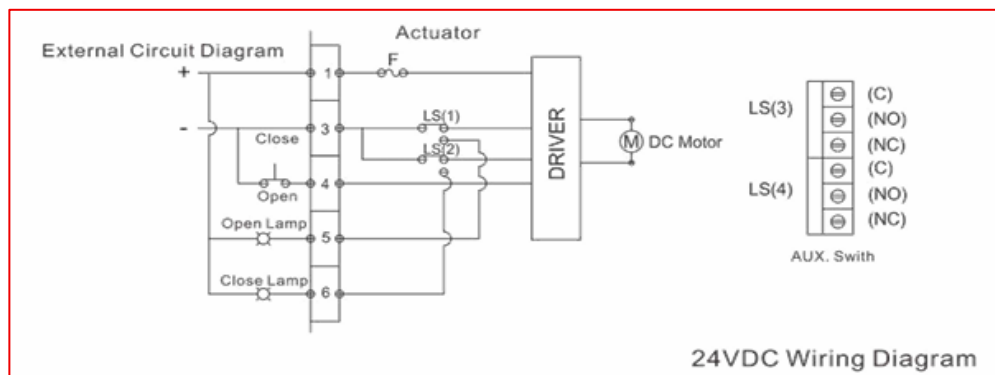 Actuator
External Circuit Diagram
+
F
1
-
Close
3
LS(1)
LS(2)
4
Open
Open Lamp
5
Close Lamp
6
DRIVER
M
DC Motor
LS(3)
(C)
(NO)
(NC)
LS(4)
(C)
(NO)
(NC)
AUX. Swith
24VDC Wiring Diagram